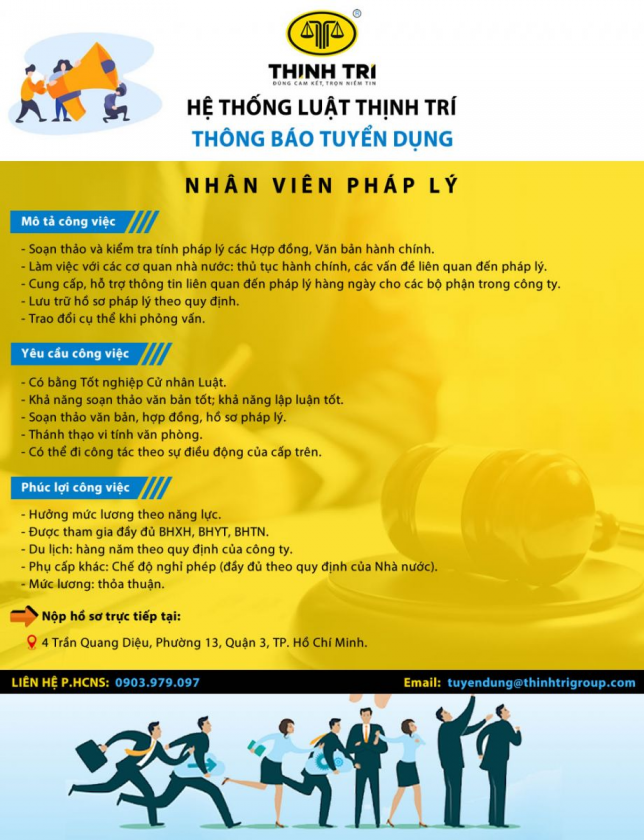 ®
THỊNH TRÍ
ĐÚNG CAM KẾT, TRỌN NIỀM TIN
HỆ THỐNG LUẬT THỊNH TRÍ
THÔNG BÁO TUYỂN DỤNG
NHÂN VIÊN PHÁP LÝ
Mô tả công việc
- Soạn thảo và kiểm tra tính pháp lý các Hợp đồng, Văn bản hành chính.
- Làm việc với các cơ quan nhà nước: thủ tục hành chính, các vấn đề liên quan đến pháp lý.
- Cung cấp, hỗ trợ thông tin liên quan đến pháp lý hàng ngày cho các bộ phận trong công ty.
- Lưu trữ hồ sơ pháp lý theo quy định.
- Trao đổi cụ thể khi phỏng vấn.
Yêu cầu công việc
- Có bằng Tốt nghiệp Cử nhân Luật.
- Khả năng soạn thảo văn bản tốt; khả năng lập luận tốt.
- Soạn thảo văn bản, hợp đồng, hồ sơ pháp lý.
- Thánh thạo vi tính văn phòng.
- Có thể đi công tác theo sự điều động của cấp trên.
Phúc lợi công việc
- Hưởng mức lương theo năng lực.
- Được tham gia đầy đủ BHXH, BHYT, BHTN.
- Du lịch: hàng năm theo quy định của công ty.
- Phụ cấp khác: Chế độ nghỉ phép (đầy đủ theo quy định của Nhà nước).
- Mức lương: thỏa thuận.
Nộp hồ sơ trực tiếp tại:
4 Trần Quang Diệu, Phường 13, Quận 3, TP. Hồ Chí Minh.
LIÊN HỆ P.HCNS: 0903.979.097
Email: tuyendung@thinhtrigroup.com